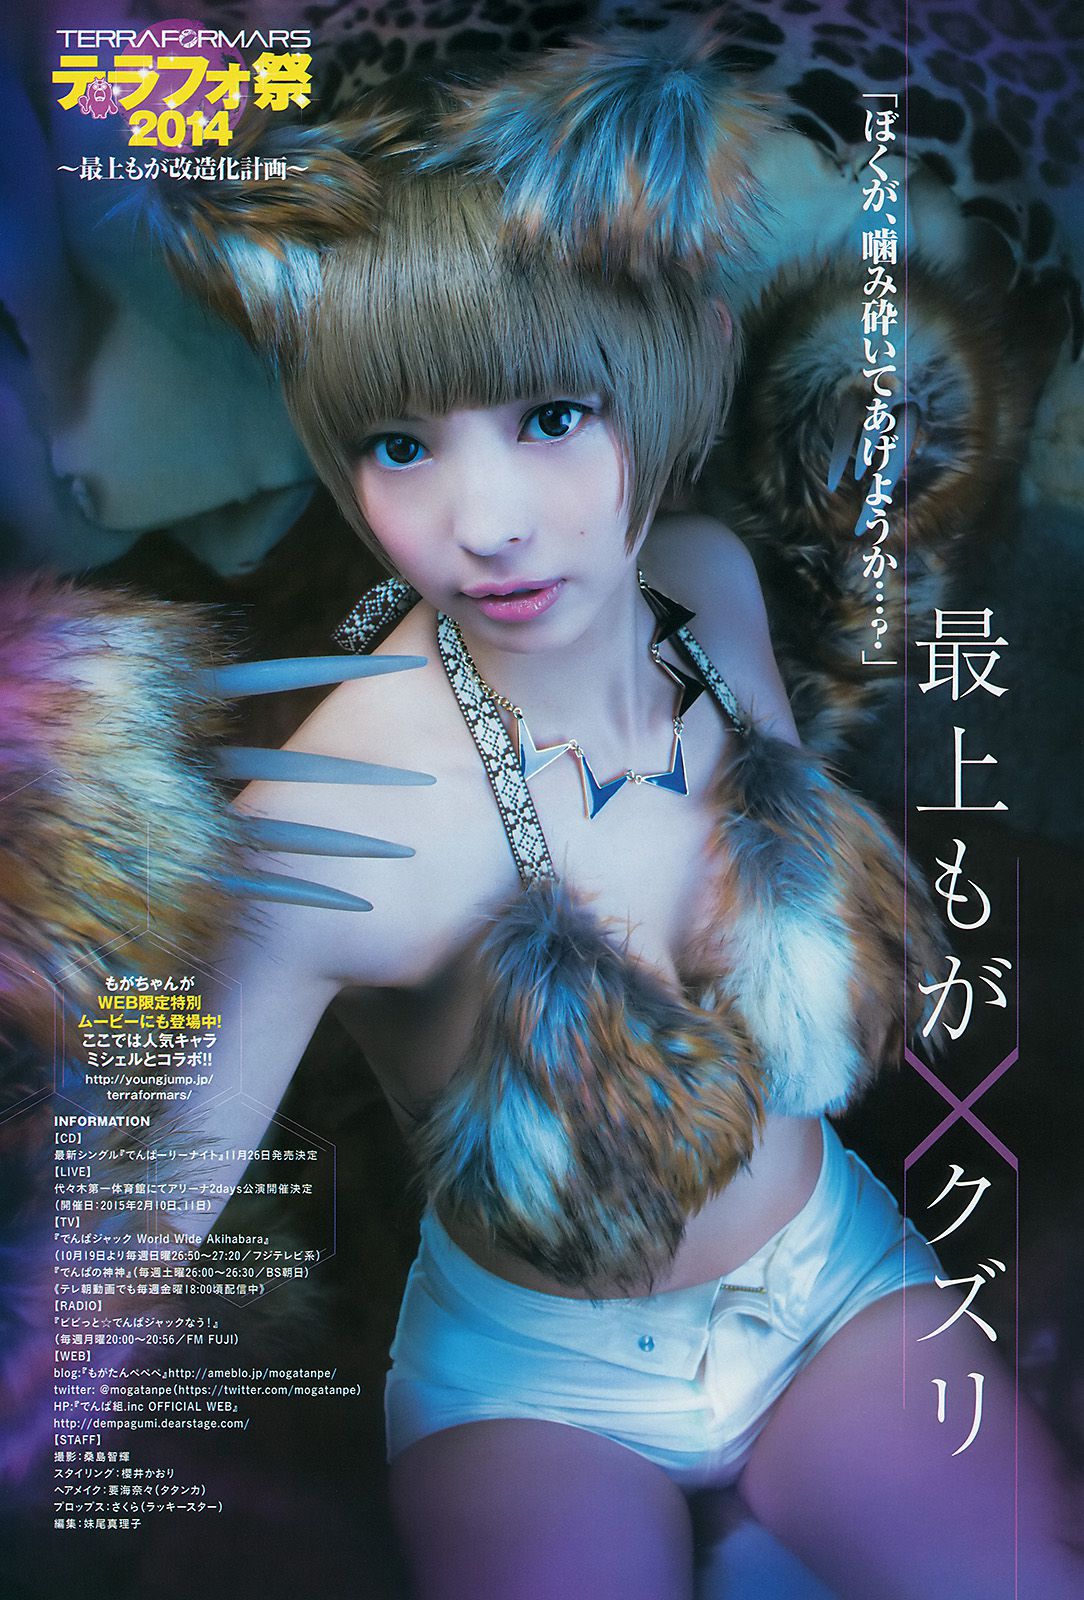 TERRAFORMARS
テラフォ祭
2014
～最上もが改造化計画～
「ぼくが、噛み砕いてあげようか…?」
最上もが×クズリ
もがちゃんが
WEB限定特別
ムービーにも登場中!
ここでは人気キャラ
ミシェルとコラボ!!
http://youngjump.jp/
terraformars/
INFORMATION
【CD】
最新シングル『でんぱーりーナイト』11月26日発売決定
【LIVE】
代々木第一体育館にてアリーナ2days公演開催決定
(開催日:2015年2月10日、11日)
【TV】
『でんぱジャック World Wide Akihabara』
(10月19日より毎週日曜26:50～27:20/フジテレビ系)
『でんぱの神神』(毎週土曜26:00～26:30/BS朝日)
《テレ朝動画でも毎週金曜18:00頃配信中》
【RADIO】
『ビビっと☆でんぱジャックなう!』
(毎週月曜20:00～20:56/FM FUJI)
【WEB】
blog:『もがたんぺぺぺ』http://ameblo.jp/mogatanpe/
twitter: @mogatanpe(https://twitter.com/mogatanpe)
HP:『でんぱ組.inc OFFICIAL WEB』
http://dempagumi.dearstage.com/
【STAFF】
撮影:桑島智輝
スタイリング:櫻井かおり
ヘアメイク:要海奈々(タタンカ)
プロップス:さくら(ラッキースター)
編集:妹尾真理子